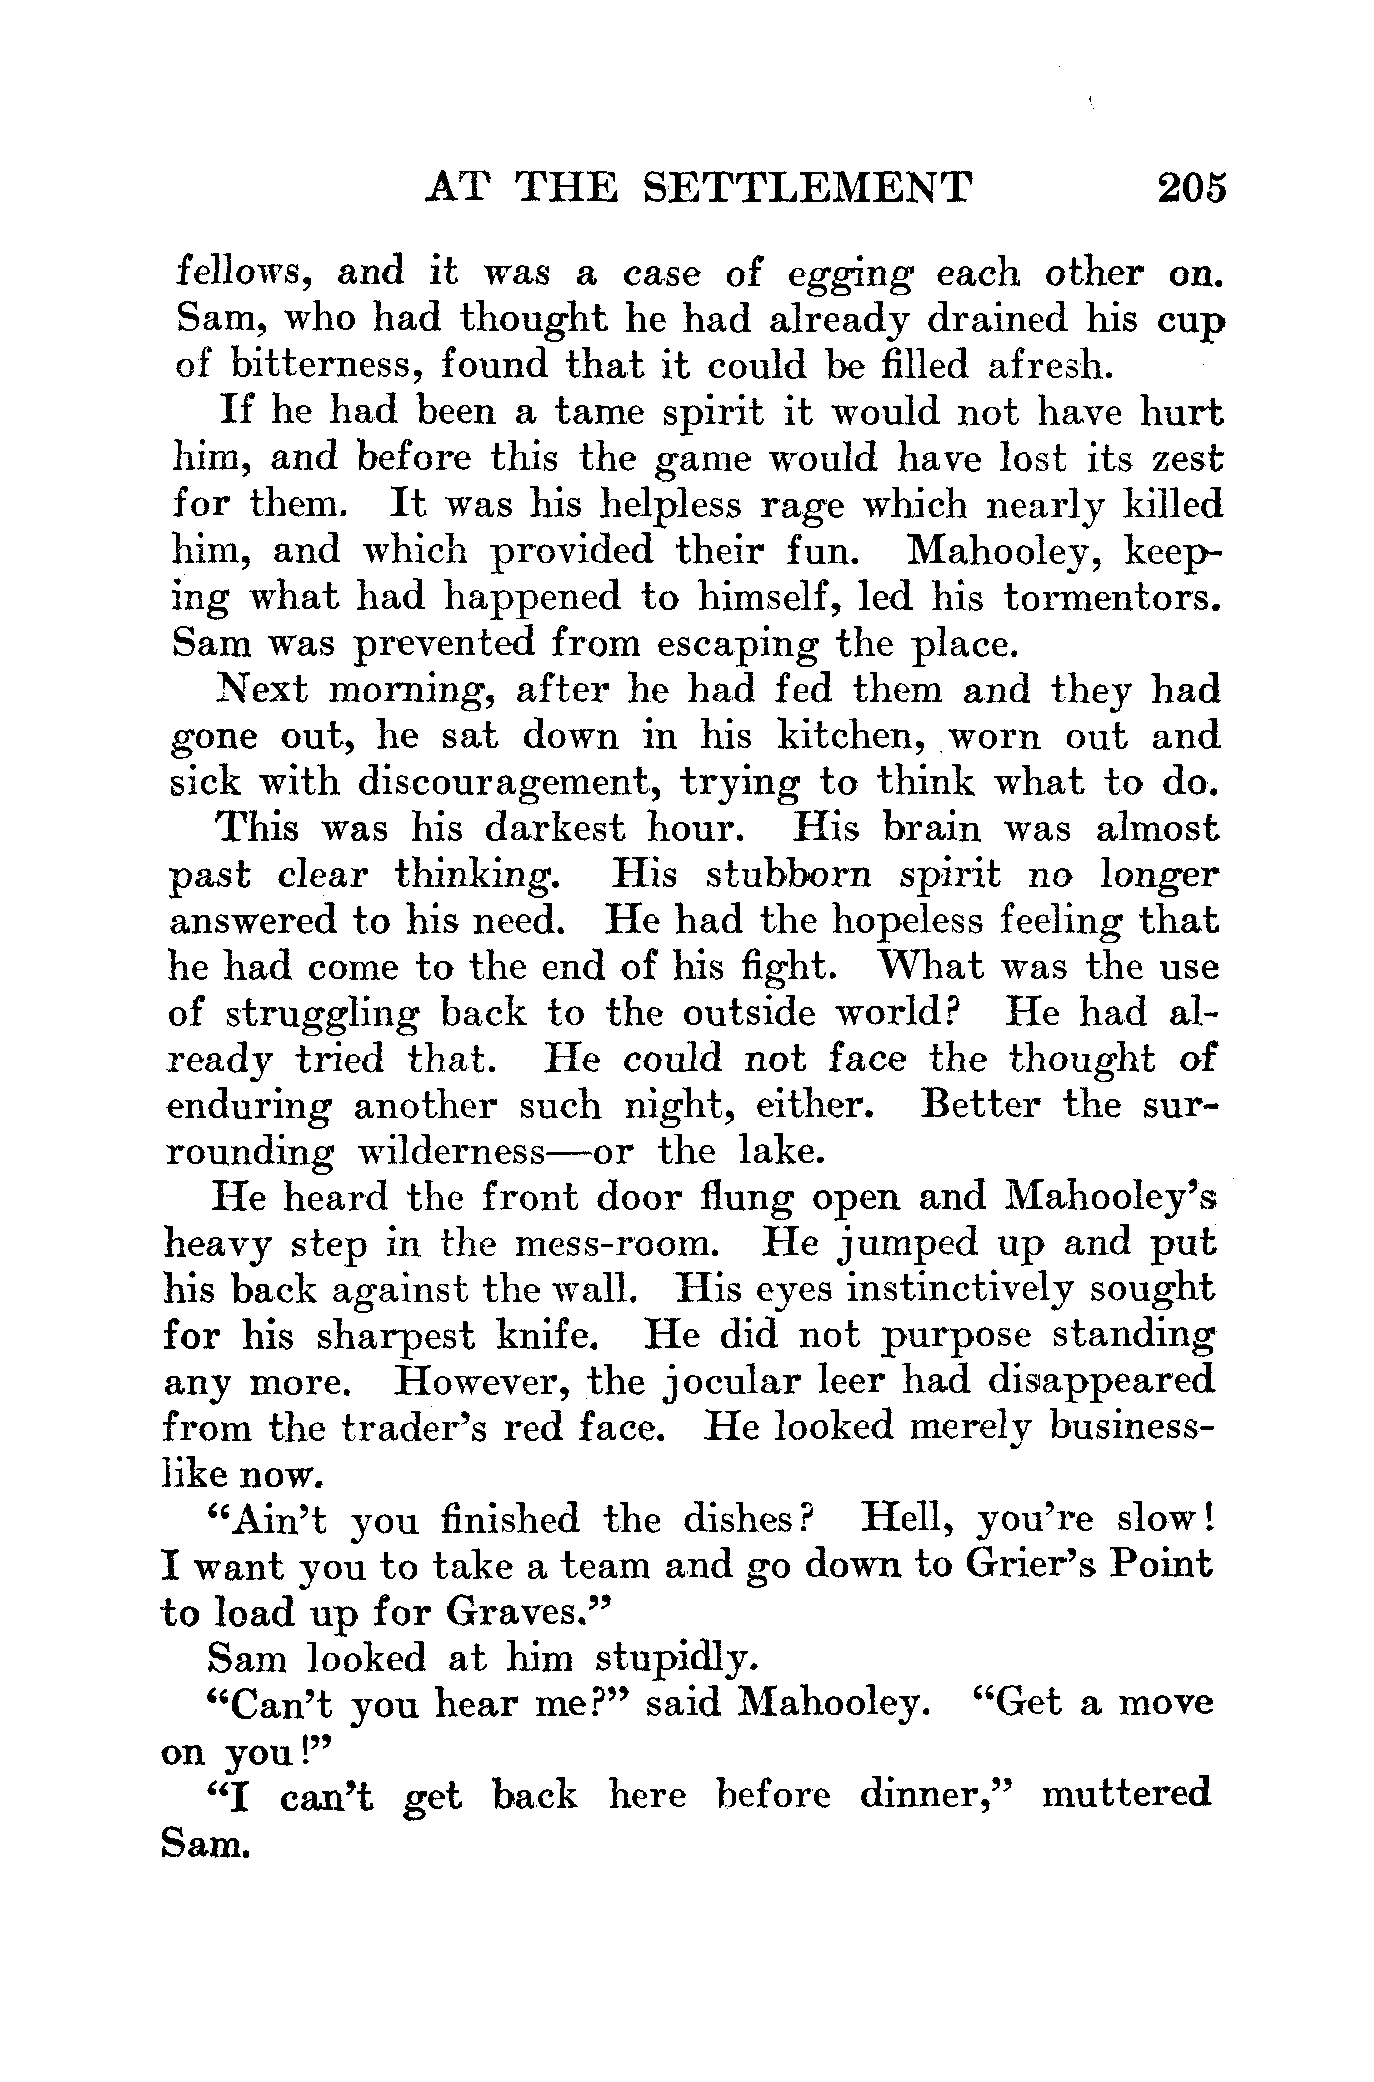 AT THE SETTLEMENT 205
fellows, and it was a case of egging each other on.
Sam, who had thought he had already drained his cup
of bitterness, found that it could be filled afresh.
If he had been a tame spirit it would not have hurt
him, and before this the game would have lost its zest
for them. It was his helpless rage which nearly killed
him, and which provided their fun. Mahooley, keep-
ing what had happened to himself, led his tormentors.
Sam was prevented from escaping the place.
Next morning, after he had fed them and they had
gone out, he sat down in his kitchen, worn out and
sick with discouragement, trying to think what to do.
This was his darkest hour. His brain was almost
past clear thinking. His stubborn spirit no longer
answered to his need. He had the hopeless feeling that
he had come to the end of his fight. What was the use
of struggling back to the outside world? He had al-
ready tried that. He could not face the thought of
enduring another such night, either. Better the sur-
rounding wilderness—or the lake.
He heard the front door flung open and Mahooley's
heavy step in the mess-room. He jumped up and put
his back against the wall. His eyes instinctively sought
for his sharpest knife. He did not purpose standing
any more. However, the jocular leer had disappeared
from the trader's red face. He looked merely business-
like now.
“Ain't you finished the dishes? Hell, you're slow!
I want you to take a team and go down to Grier's Point
to load up for Graves.”
Sam looked at him stupidly.
“Can't you hear me?” said Mahooley. “Get a move
on you!”
“I can't get back here before dinner,” muttered
Sam.